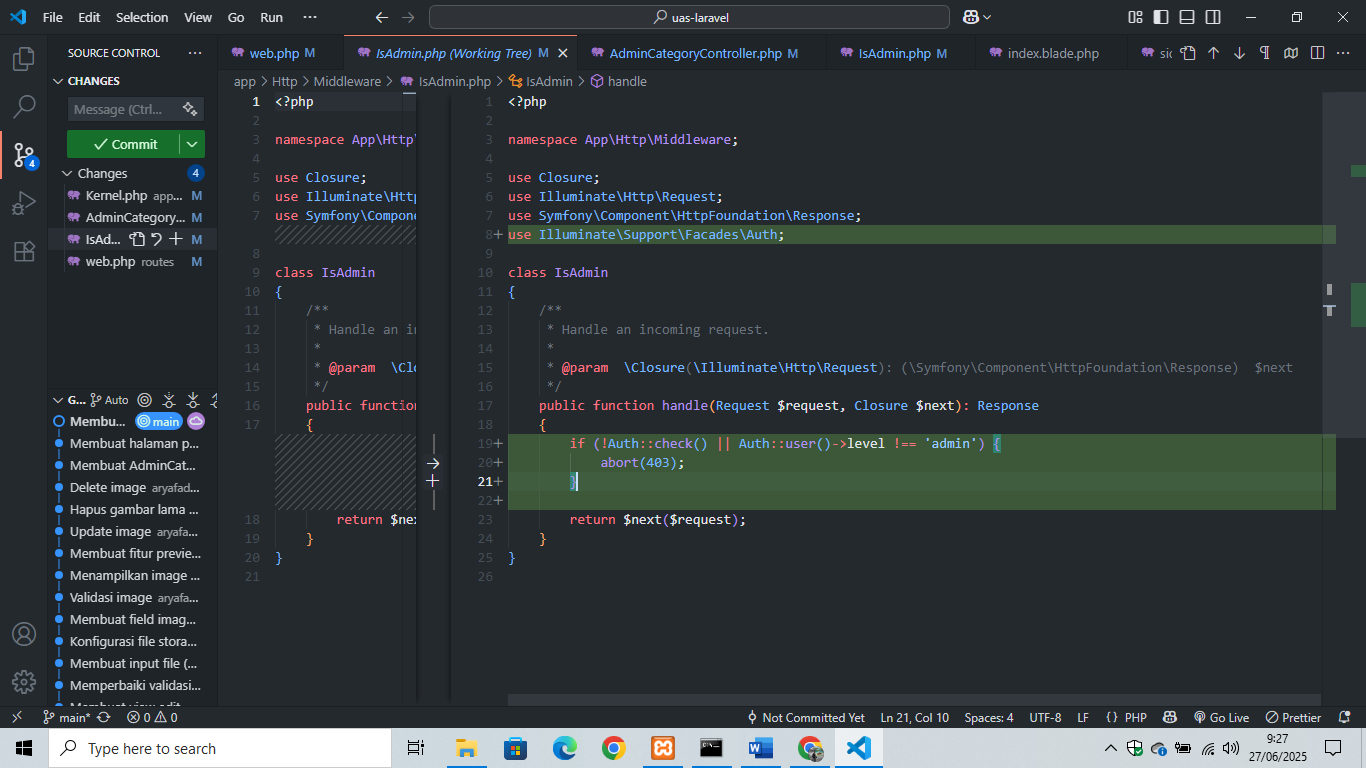 File Edit Selection View Go Run ··· uas-laravel
SOURCE CONTROL ···
web.php M
IsAdmin.php (Working Tree) M
AdminCategoryController.php M
IsAdmin.php M
index.blade.php
sic
app > Http > Middleware > IsAdmin.php > IsAdmin > handle
CHANGES
Message (Ctrl...
Commit
Changes 4
Kernel.php app... M
AdminCategory... M
IsAd... M
web.php routes M
4
G... Auto
Membu... main
Membuat halaman p...
Membuat AdminCat...
Delete image aryafad...
Hapus gambar lama ...
Update image aryafa...
Membuat fitur previe...
Menampilkan image ...
Validasi image aryafa...
Membuat field imag...
Konfigurasi file stora...
Membuat input file (...
Memperbaiki validasi...
Membuat view edit
1 <?php
2
3 namespace App\Http\
4
5 use Closure;
6 use Illuminate\Http
7 use Symfony\Compone
8
9 class IsAdmin
10 {
11 /**
12 * Handle an in
13 *
14 * @param \Clo
15 */
16 public function
17 {
18 return $nex
19 }
20 }
21
1 <?php
2
3 namespace App\Http\Middleware;
4
5 use Closure;
6 use Illuminate\Http\Request;
7 use Symfony\Component\HttpFoundation\Response;
8+ use Illuminate\Support\Facades\Auth;
9
10 class IsAdmin
11 {
12 /**
13 * Handle an incoming request.
14 *
15 * @param \Closure(\Illuminate\Http\Request): (\Symfony\Component\HttpFoundation\Response) $next
16 */
17 public function handle(Request $request, Closure $next): Response
18 {
19+ if (!Auth::check() || Auth::user()->level !== 'admin') {
20+ abort(403);
21+ }
22+
23 return $next($request);
24 }
25 }
26
main* 0 0 Not Committed Yet Ln 21, Col 10 Spaces: 4 UTF-8 LF {} PHP Go Live Prettier
Type here to search
9:27
27/06/2025